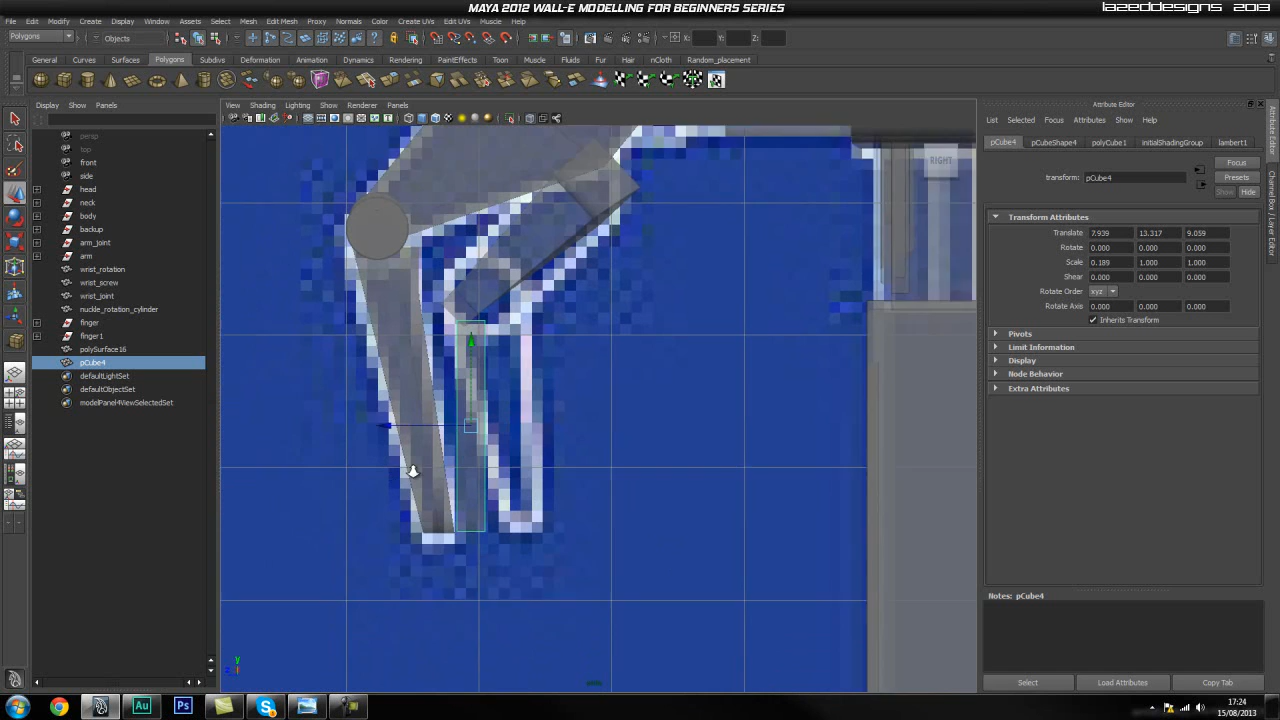 MAYA 2012 WALL-E MODELLING FOR BEGINNERS SERIES
LAZEDDESIGNS 2013
File Edit Modify Create Display Window Assets Select Mesh Edit Mesh Proxy Normals Color Create UVs Edit UVs Muscle Help
Polygons Objects X: Y: Z:
General Curves Surfaces Polygons Subdivs Deformation Animation Dynamics Rendering PaintEffects Toon Muscle Fluids Fur Hair nCloth Random_placement
Display Show Panels
View Shading Lighting Show Renderer Panels
Attribute Editor
List Selected Focus Attributes Show Help
persp
top
front
side
head
neck
body
backup
arm_joint
arm
wrist_rotation
wrist_screw
wrist_joint
nuckle_rotation_cylinder
finger
finger1
polySurface16
pCube4
defaultLightSet
defaultObjectSet
modelPanel4ViewSelectedSet
RIGHT
y
pCube4 pCubeShape4 polyCube1 initialShadingGroup lambert1
transform: pCube4
Focus
Presets
Show Hide
Transform Attributes
Translate 7.939 13.317 9.059
Rotate 0.000 0.000 0.000
Scale 0.189 1.000 1.000
Shear 0.000 0.000 0.000
Rotate Order xyz
Rotate Axis 0.000 0.000 0.000
Inherits Transform
Pivots
Limit Information
Display
Node Behavior
Extra Attributes
Notes: pCube4
Select Load Attributes Copy Tab
Attribute Editor
Channel Box / Layer Editor
Au Ps
17:24
15/08/2013